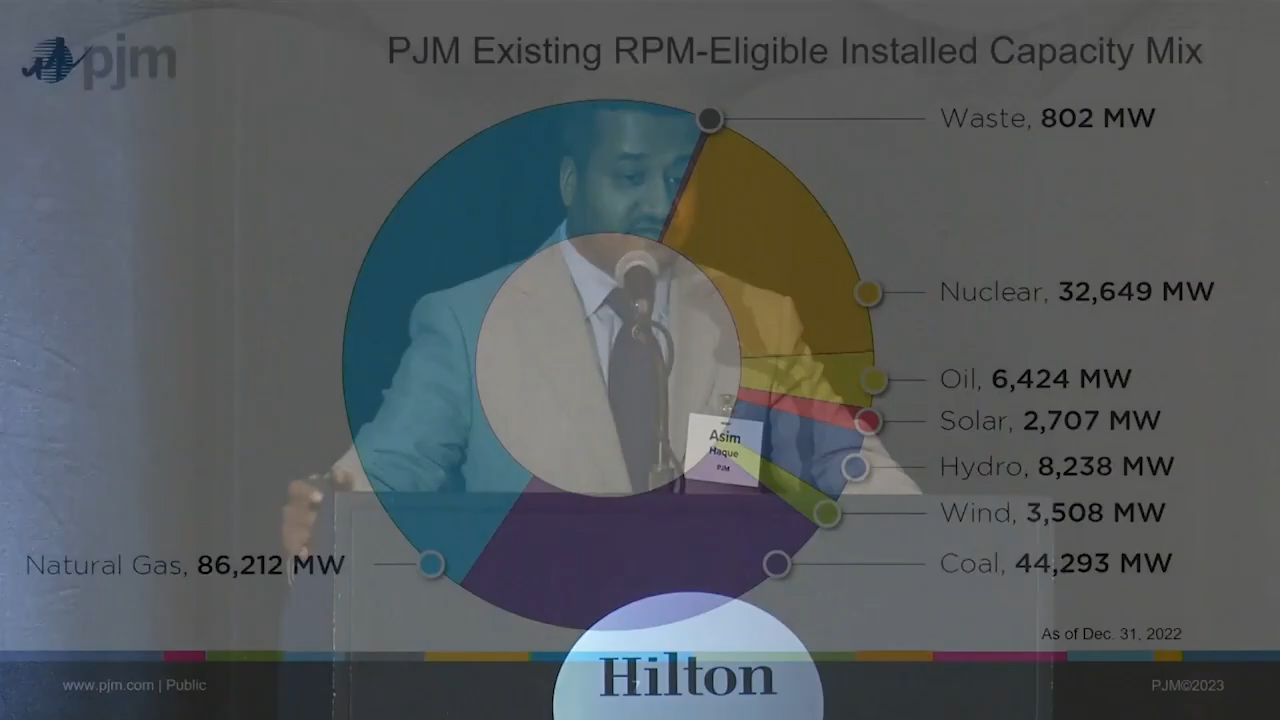 pjm
PJM Existing RPM-Eligible Installed Capacity Mix
Waste, 802 MW
Nuclear, 32,649 MW
Oil, 6,424 MW
Solar, 2,707 MW
Asim
Haque
PJM
Hydro, 8,238 MW
Wind, 3,508 MW
Natural Gas, 86,212 MW
Coal, 44,293 MW
As of Dec. 31, 2022
Hilton
www.pjm.com | Public
PJM©2023